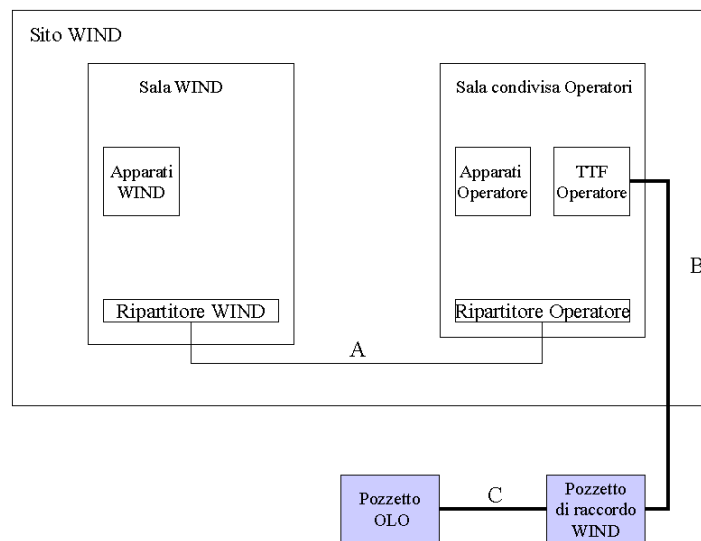 Sito WIND
Sala WIND
Sala condivisa Operatori
Apparati
WIND
Apparati
Operatore
TTF
Operatore
B
Ripartitore WIND
Ripartitore Operatore
A
Pozzetto
OLO
C
Pozzetto
di raccordo
WIND